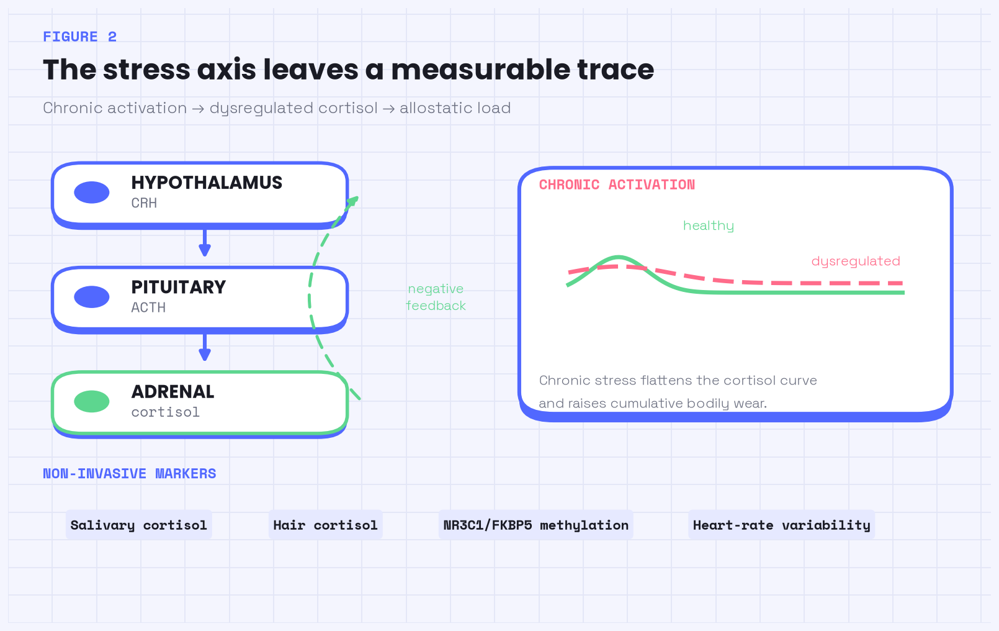 FIGURE 2
The stress axis leaves a measurable trace
Chronic activation → dysregulated cortisol → allostatic load
HYPOTHALAMUS
CRH
PITUITARY
ACTH
ADRENAL
cortisol
negative
feedback
CHRONIC ACTIVATION
healthy
dysregulated
Chronic stress flattens the cortisol curve
and raises cumulative bodily wear.
NON-INVASIVE MARKERS
Salivary cortisol
Hair cortisol
NR3C1/FKBP5 methylation
Heart-rate variability